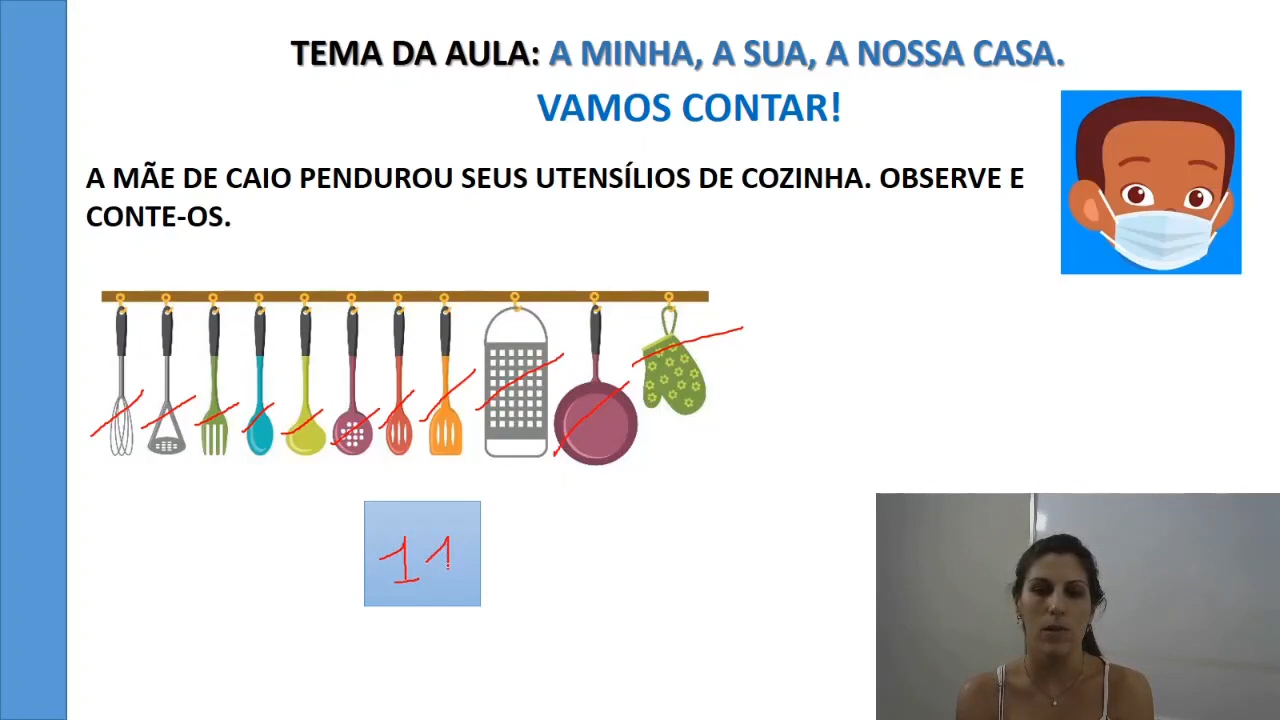 TEMA DA AULA: A MINHA, A SUA, A NOSSA CASA.
VAMOS CONTAR!
A MÃE DE CAIO PENDUROU SEUS UTENSÍLIOS DE COZINHA. OBSERVE E
CONTE-OS.
11